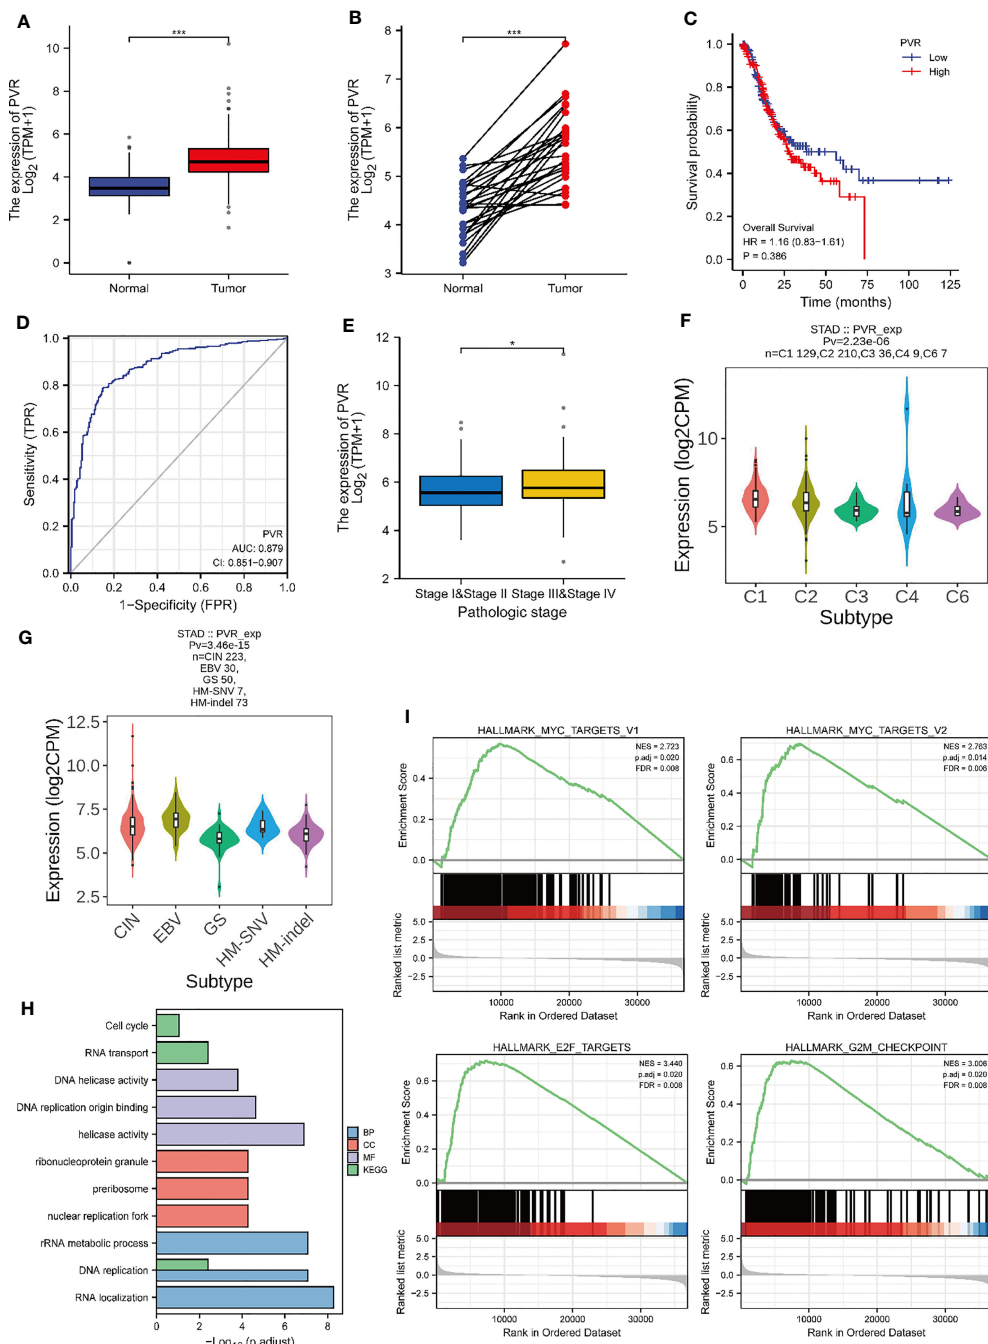 A
The expression of PVR
Log2 (TPM+1)
10
8
6
4
2
0
***
Normal
Tumor
B
The expression of PVR
Log2 (TPM+1)
8
7
6
5
4
3
***
Normal
Tumor
C
Survival probability
1.0
0.8
0.6
0.4
0.2
0.0
PVR
Low
High
Overall Survival
HR = 1.16 (0.83−1.61)
P = 0.386
0
25
50
75
100
125
Time (months)
D
Sensitivity (TPR)
1.0
0.8
0.6
0.4
0.2
0.0
PVR
AUC: 0.879
CI: 0.851−0.907
0.0
0.2
0.4
0.6
0.8
1.0
1−Specificity (FPR)
E
The expression of PVR
Log2 (TPM+1)
12
10
8
6
4
2
*
Stage I&Stage II
Stage III&Stage IV
Pathologic stage
F
STAD :: PVR_exp
Pv=2.23e-06
n=C1 129,C2 210,C3 36,C4 9,C6 7
Expression (log2CPM)
10
5
C1
C2
C3
C4
C6
Subtype
G
STAD :: PVR_exp
Pv=3.46e-15
n=CIN 223,
EBV 30,
GS 50,
HM-SNV 7,
HM-indel 73
Expression (log2CPM)
12.5
10.0
7.5
5.0
2.5
CIN
EBV
GS
HM-SNV
HM-indel
Subtype
H
Cell cycle
RNA transport
DNA helicase activity
DNA replication origin binding
helicase activity
ribonucleoprotein granule
preribosome
nuclear replication fork
rRNA metabolic process
DNA replication
RNA localization
BP
CC
MF
KEGG
0
2
4
6
8
−Log10 (p.adjust)
I
HALLMARK_MYC_TARGETS_V1
NES = 2.723
p.adj = 0.020
FDR = 0.008
Enrichment Score
0.4
0.2
0.0
Ranked list metric
5.0
2.5
0.0
−2.5
10000
20000
30000
Rank in Ordered Dataset
HALLMARK_MYC_TARGETS_V2
NES = 2.763
p.adj = 0.014
FDR = 0.006
Enrichment Score
0.6
0.4
0.2
0.0
Ranked list metric
5.0
2.5
0.0
−2.5
10000
20000
30000
Rank in Ordered Dataset
HALLMARK_E2F_TARGETS
NES = 3.440
p.adj = 0.020
FDR = 0.008
Enrichment Score
0.6
0.4
0.2
0.0
Ranked list metric
5.0
2.5
0.0
−2.5
10000
20000
30000
Rank in Ordered Dataset
HALLMARK_G2M_CHECKPOINT
NES = 3.006
p.adj = 0.020
FDR = 0.008
Enrichment Score
0.6
0.4
0.2
0.0
Ranked list metric
5.0
2.5
0.0
−2.5
10000
20000
30000
Rank in Ordered Dataset